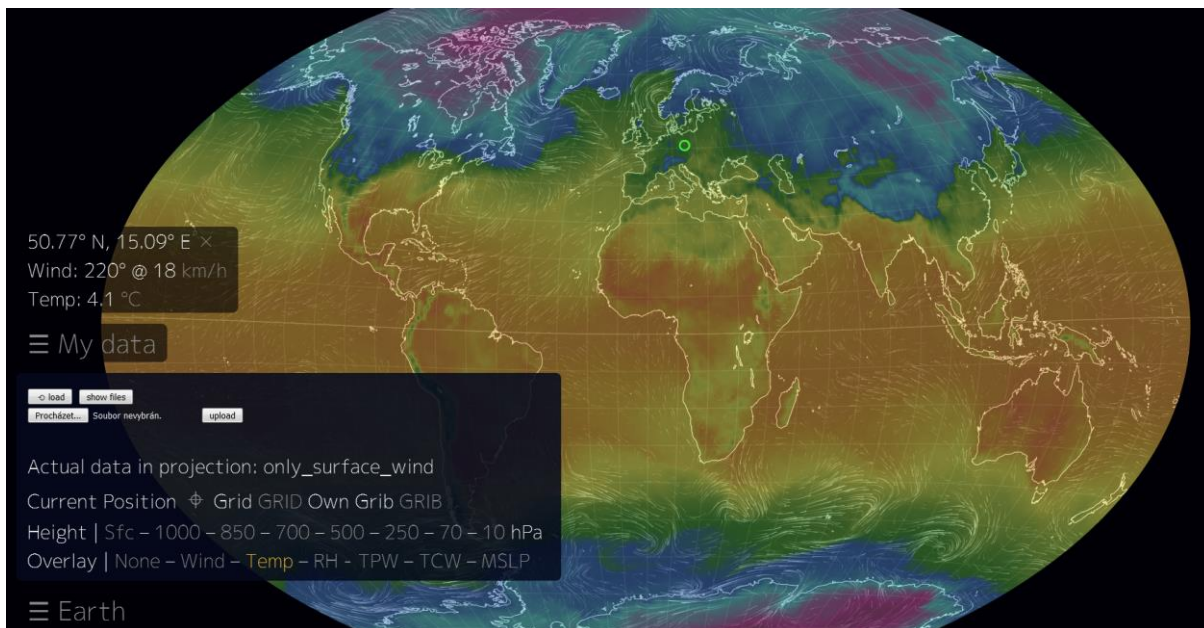 50.77° N, 15.09° E ×
Wind: 220° @ 18 km/h
Temp: 4.1 °C
☰ My data
⟲ load show files
Procházet... Soubor nevybrán. upload
Actual data in projection: only_surface_wind
Current Position ⌖ Grid GRID Own Grib GRIB
Height | Sfc – 1000 – 850 – 700 – 500 – 250 – 70 – 10 hPa
Overlay | None – Wind – Temp – RH - TPW – TCW – MSLP
☰ Earth